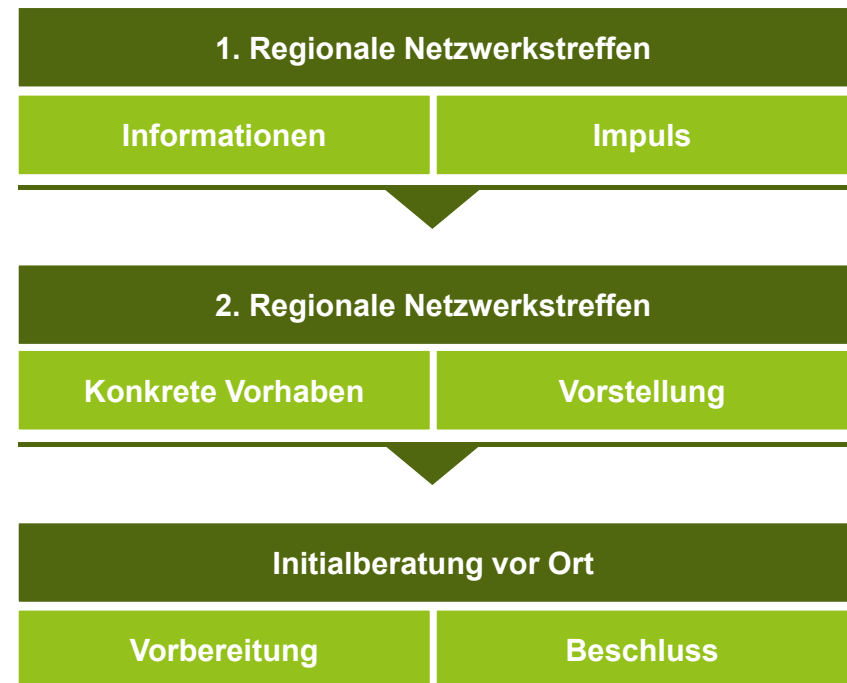 1. Regionale Netzwerkstreffen
Informationen
Impuls
2. Regionale Netzwerkstreffen
Konkrete Vorhaben
Vorstellung
Initialberatung vor Ort
Vorbereitung
Beschluss